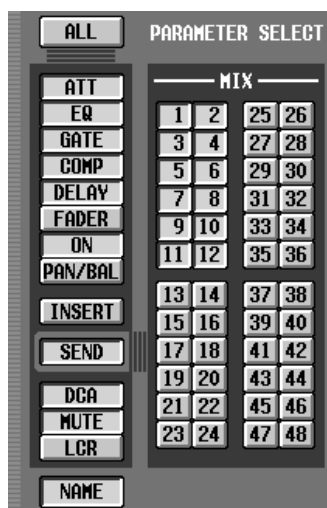 ALL
PARAMETER SELECT
ATT
EQ
GATE
COMP
DELAY
FADER
ON
PAN/BAL
INSERT
SEND
DCA
MUTE
LCR
NAME
MIX
1 2 25 26
3 4 27 28
5 6 29 30
7 8 31 32
9 10 33 34
11 12 35 36
13 14 37 38
15 16 39 40
17 18 41 42
19 20 43 44
21 22 45 46
23 24 47 48